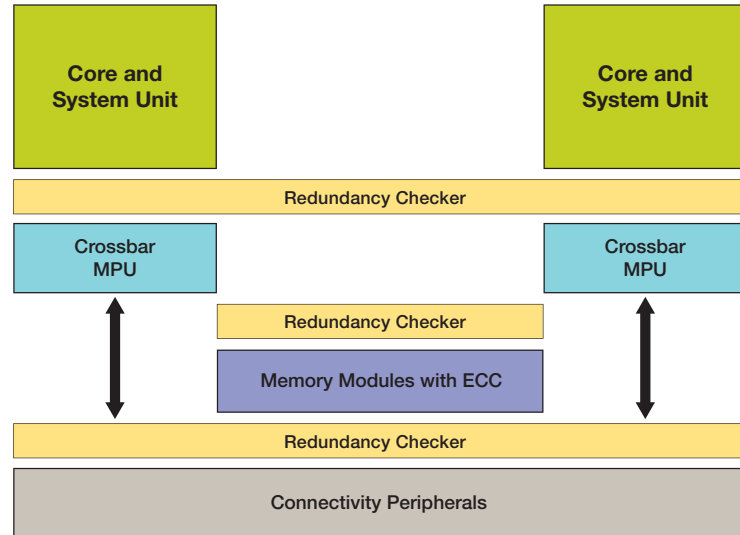 Core and
System Unit
Core and
System Unit
Redundancy Checker
Crossbar
MPU
Crossbar
MPU
Redundancy Checker
Memory Modules with ECC
Redundancy Checker
Connectivity Peripherals